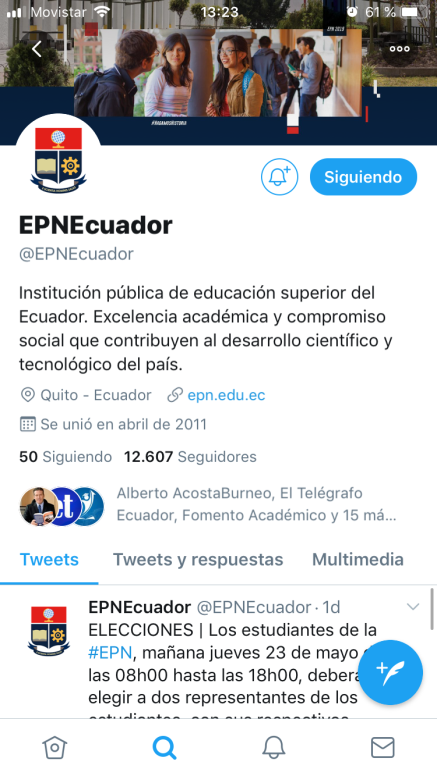 Movistar 13:23 61 %
EPN 2019
#HAGAMOSHISTORIA
Siguiendo
EPNEcuador
@EPNEcuador
Institución pública de educación superior del
Ecuador. Excelencia académica y compromiso
social que contribuyen al desarrollo científico y
tecnológico del país.
Quito - Ecuador epn.edu.ec
Se unió en abril de 2011
50 Siguiendo 12.607 Seguidores
Alberto AcostaBurneo, El Telégrafo
Ecuador, Fomento Académico y 15 má...
Tweets Tweets y respuestas Multimedia
EPNEcuador @EPNEcuador · 1d
ELECCIONES | Los estudiantes de la
#EPN, mañana jueves 23 de mayo
las 08h00 hasta las 18h00,
elegir a dos representantes de los
estudiantes, con sus respectivos